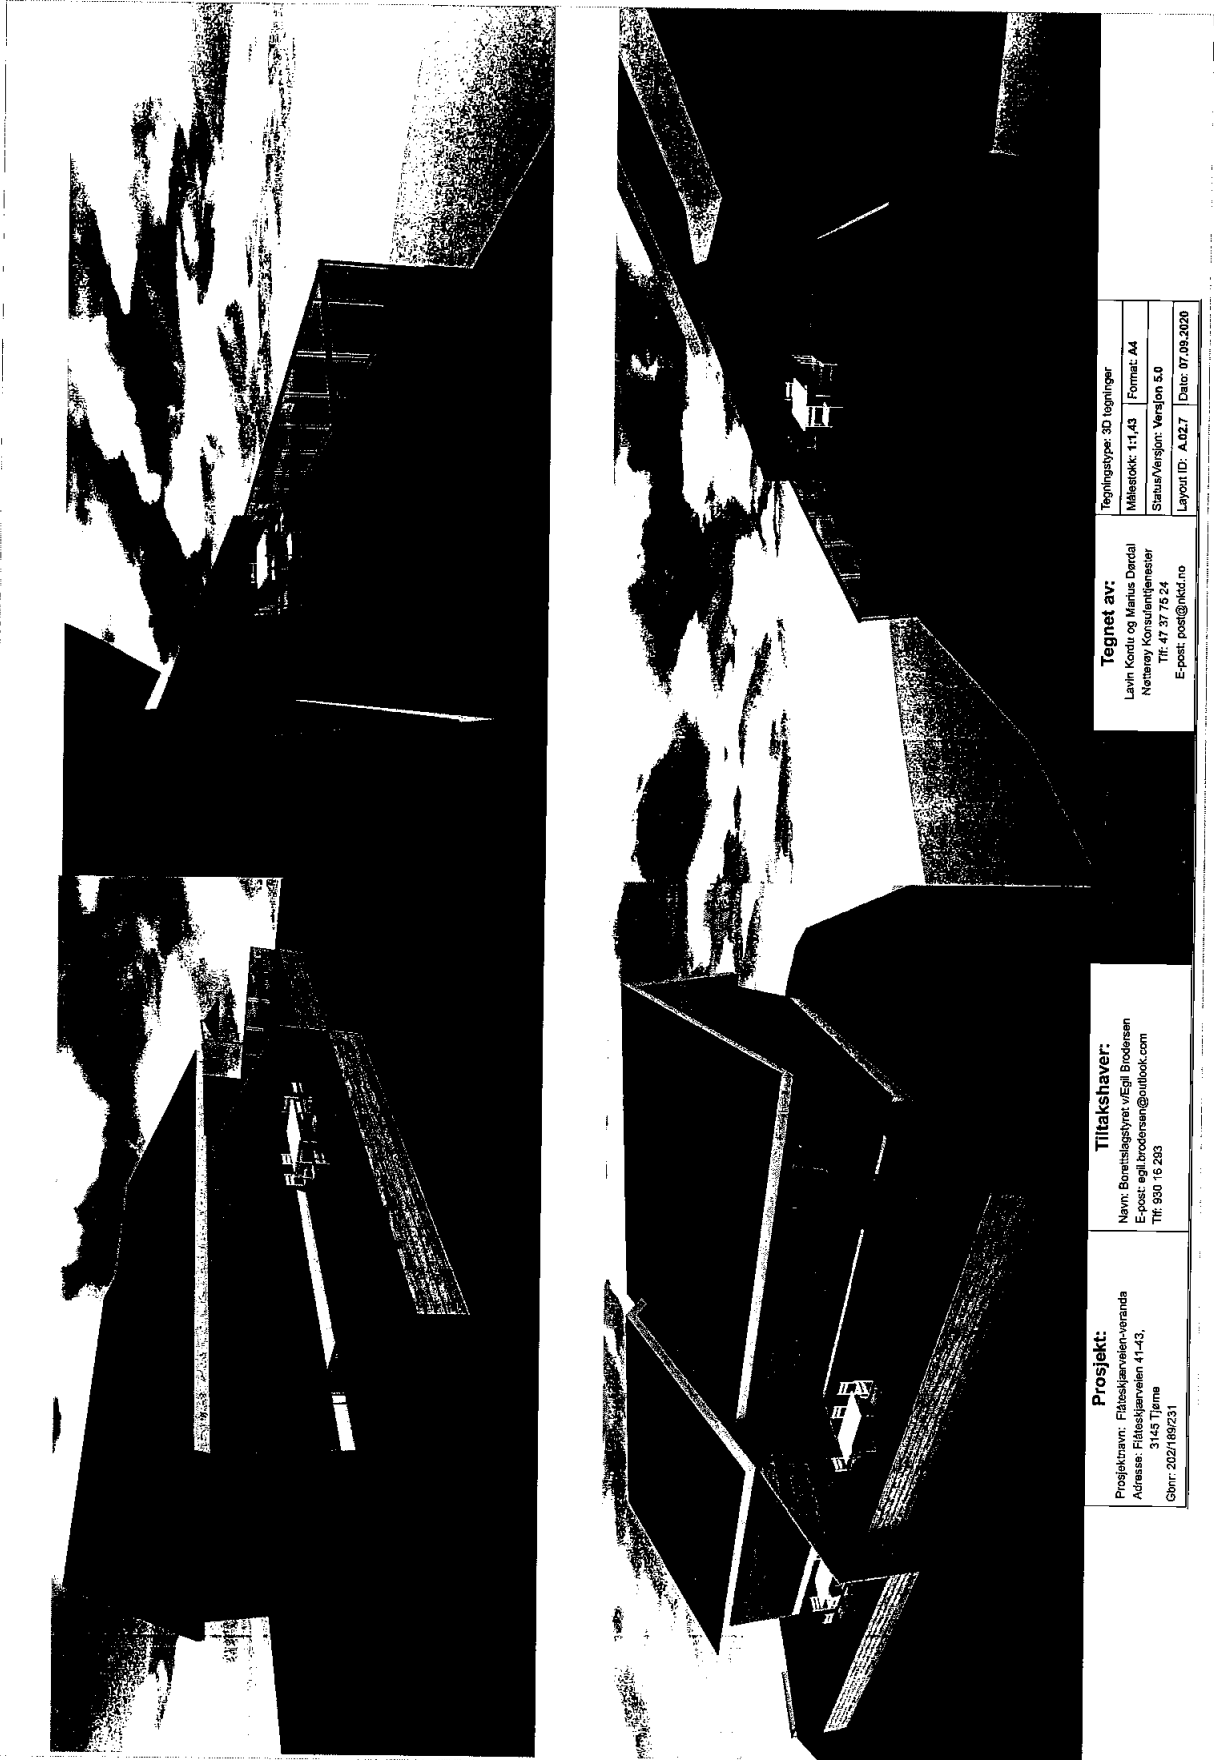 Prosjekt:
Prosjektnavn: Flåteskjærveien-veranda
Adresse: Flåteskjærveien 41-43,
3145 Tjøme
Gbnr: 202/189/231
Tiltakshaver:
Navn: Borettslagstyret v/Egil Brodersen
E-post: egil.brodersen@outlook.com
Tlf: 930 16 293
Tegnet av:
Lavin Kordu og Marius Dørdal
Nøtterøy Konsulenttjenester
Tlf: 47 37 75 24
E-post: post@nktd.no
Tegningstype: 3D tegninger
Målestokk: 1:1,43 Format: A4
Status/Versjon: Versjon 5.0
Layout ID: A.02.7 Dato: 07.09.2020